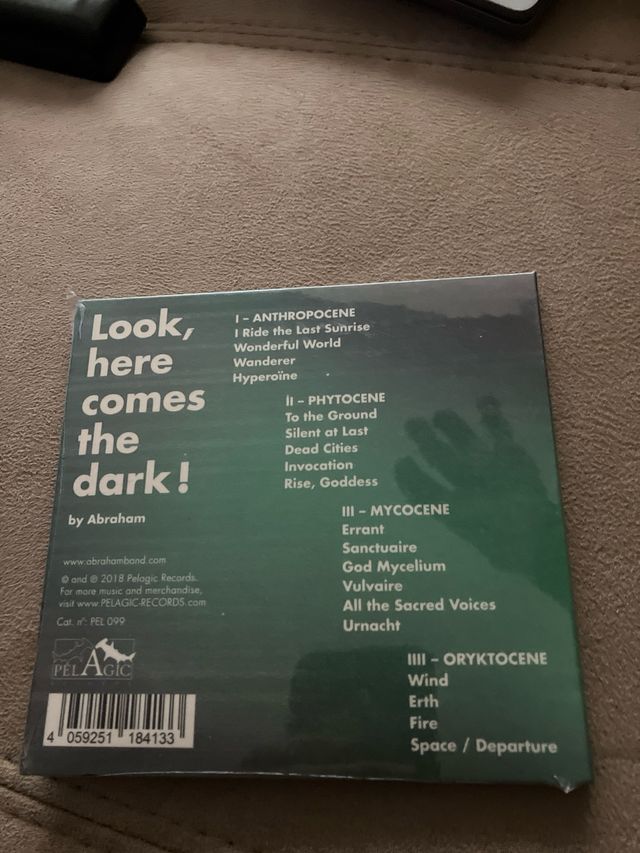 Look,
here
comes
the
dark!
by Abraham
www.abrahamband.com
© and ℗ 2018 Pelagic Records.
For more music and merchandise,
visit www.PELAGIC-RECORDS.com
Cat. n°: PEL 099
PELAGIC
4 059251 184133
I – ANTHROPOCENE
I Ride the Last Sunrise
Wonderful World
Wanderer
Hyperoïne
II – PHYTOCENE
To the Ground
Silent at Last
Dead Cities
Invocation
Rise, Goddess
III – MYCOCENE
Errant
Sanctuaire
God Mycelium
Vulvaire
All the Sacred Voices
Urnacht
IIII – ORYKTOCENE
Wind
Erth
Fire
Space / Departure